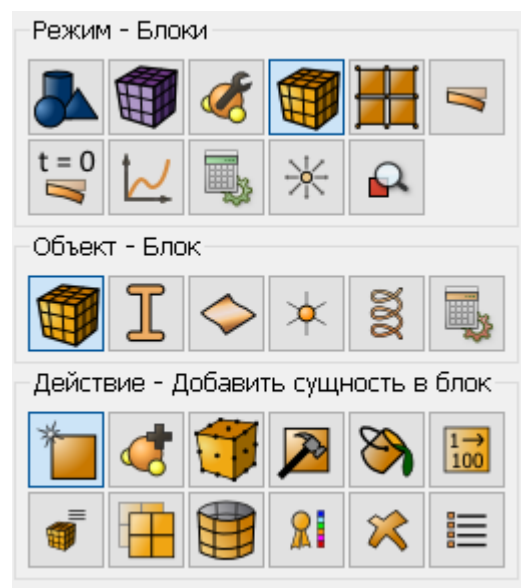 Режим - Блоки
t = 0
Объект - Блок
Действие - Добавить сущность в блок
1→
100